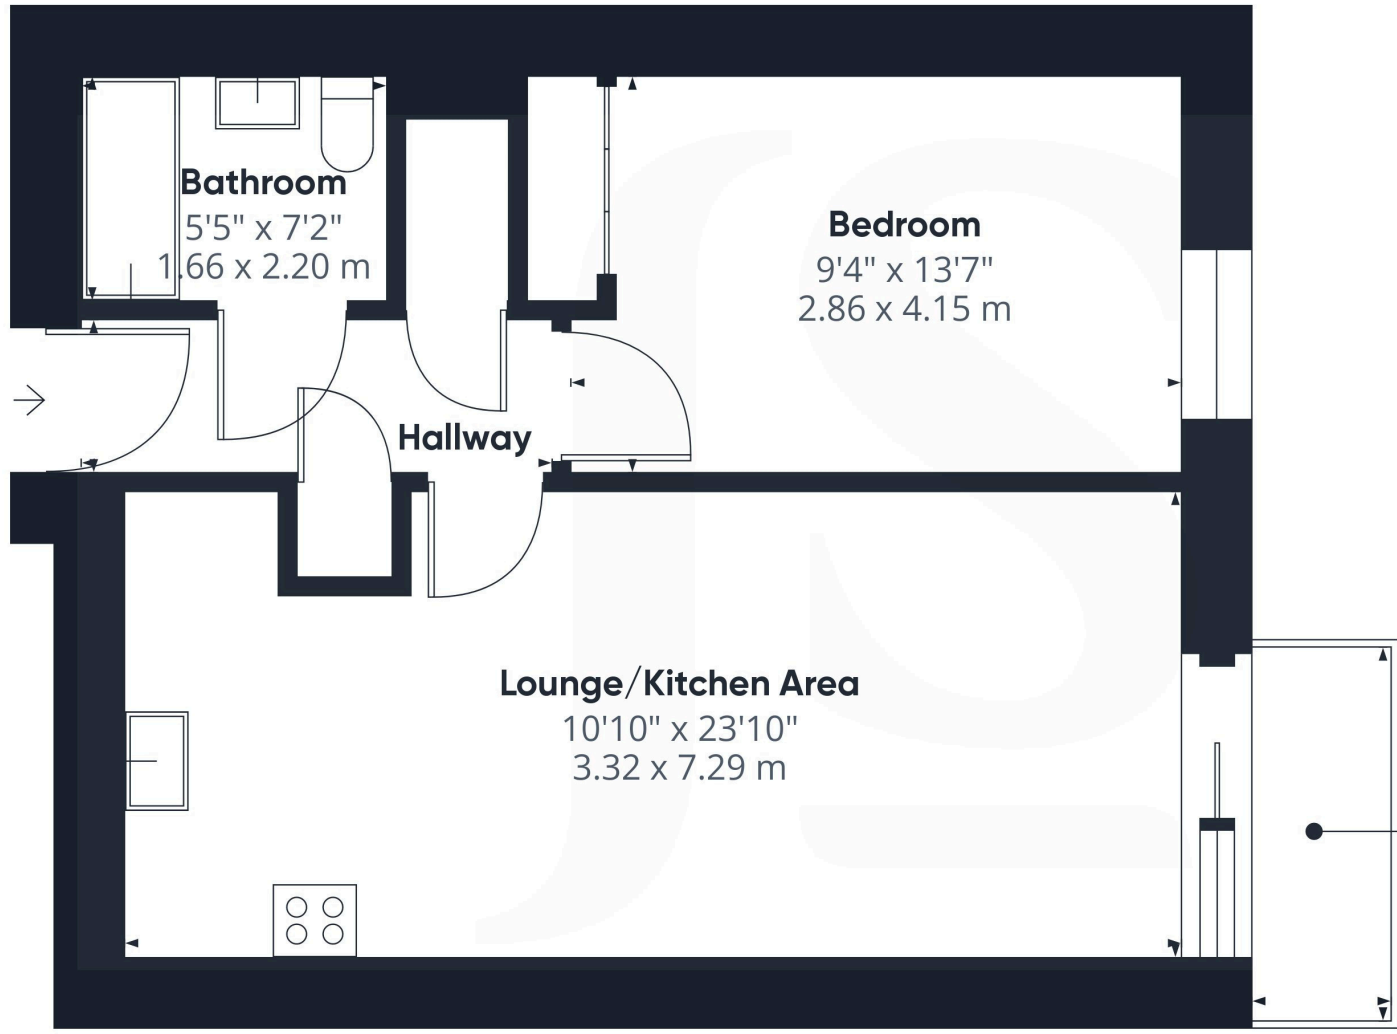 Bathroom
5'5" x 7'2"
1.66 x 2.20 m
Bedroom
9'4" x 13'7"
2.86 x 4.15 m
Hallway
Lounge/Kitchen Area
10'10" x 23'10"
3.32 x 7.29 m